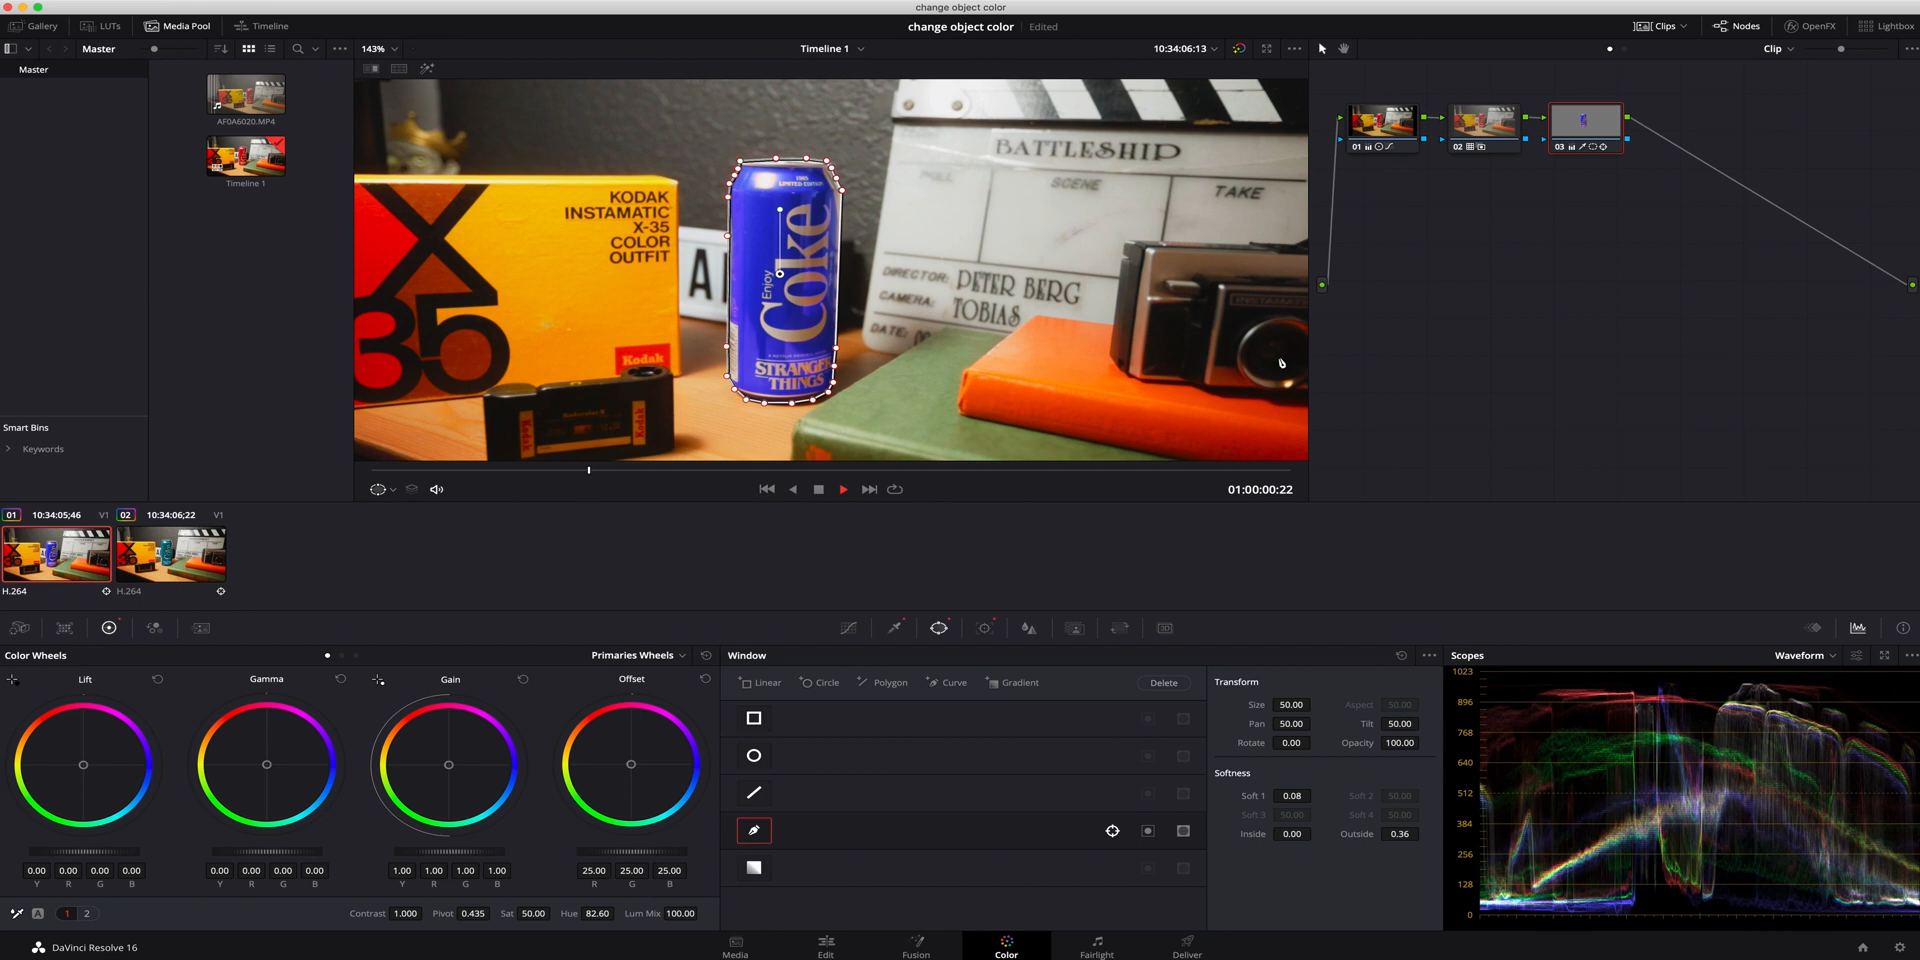 change object color
Gallery
LUTs
Media Pool
Timeline
change object color
Edited
Clips
Nodes
OpenFX
Lightbox
Master
143%
Timeline 1
10:34:06:13
Clip
Master
AF0A6020.MP4
Timeline 1
Smart Bins
Keywords
KODAK
INSTAMATIC
X-35
COLOR
OUTFIT
X
35
Kodak
Kodak
Kodak
A
1985
LIMITED EDITION
Enjoy
Coke
STRANGER
THINGS
BATTLESHIP
ROLL
SCENE
TAKE
DIRECTOR:
PETER BERG
CAMERA:
TOBIAS
DATE:
INSTAMATIC
01
02
03
01:00:00:22
01
10:34:05;46
V1
02
10:34:06;22
V1
H.264
H.264
3D
Color Wheels
Primaries Wheels
Lift
Gamma
Gain
Offset
0.00
0.00
0.00
0.00
0.00
0.00
0.00
0.00
1.00
1.00
1.00
1.00
25.00
25.00
25.00
Y
R
G
B
Y
R
G
B
Y
R
G
B
R
G
B
A
1
2
Contrast
1.000
Pivot
0.435
Sat
50.00
Hue
82.60
Lum Mix
100.00
Window
Linear
Circle
Polygon
Curve
Gradient
Delete
Transform
Size
50.00
Aspect
50.00
Pan
50.00
Tilt
50.00
Rotate
0.00
Opacity
100.00
Softness
Soft 1
0.08
Soft 2
50.00
Soft 3
50.00
Soft 4
50.00
Inside
0.00
Outside
0.36
Scopes
Waveform
1023
896
768
640
512
384
256
128
0
DaVinci Resolve 16
Media
Edit
Fusion
Color
Fairlight
Deliver